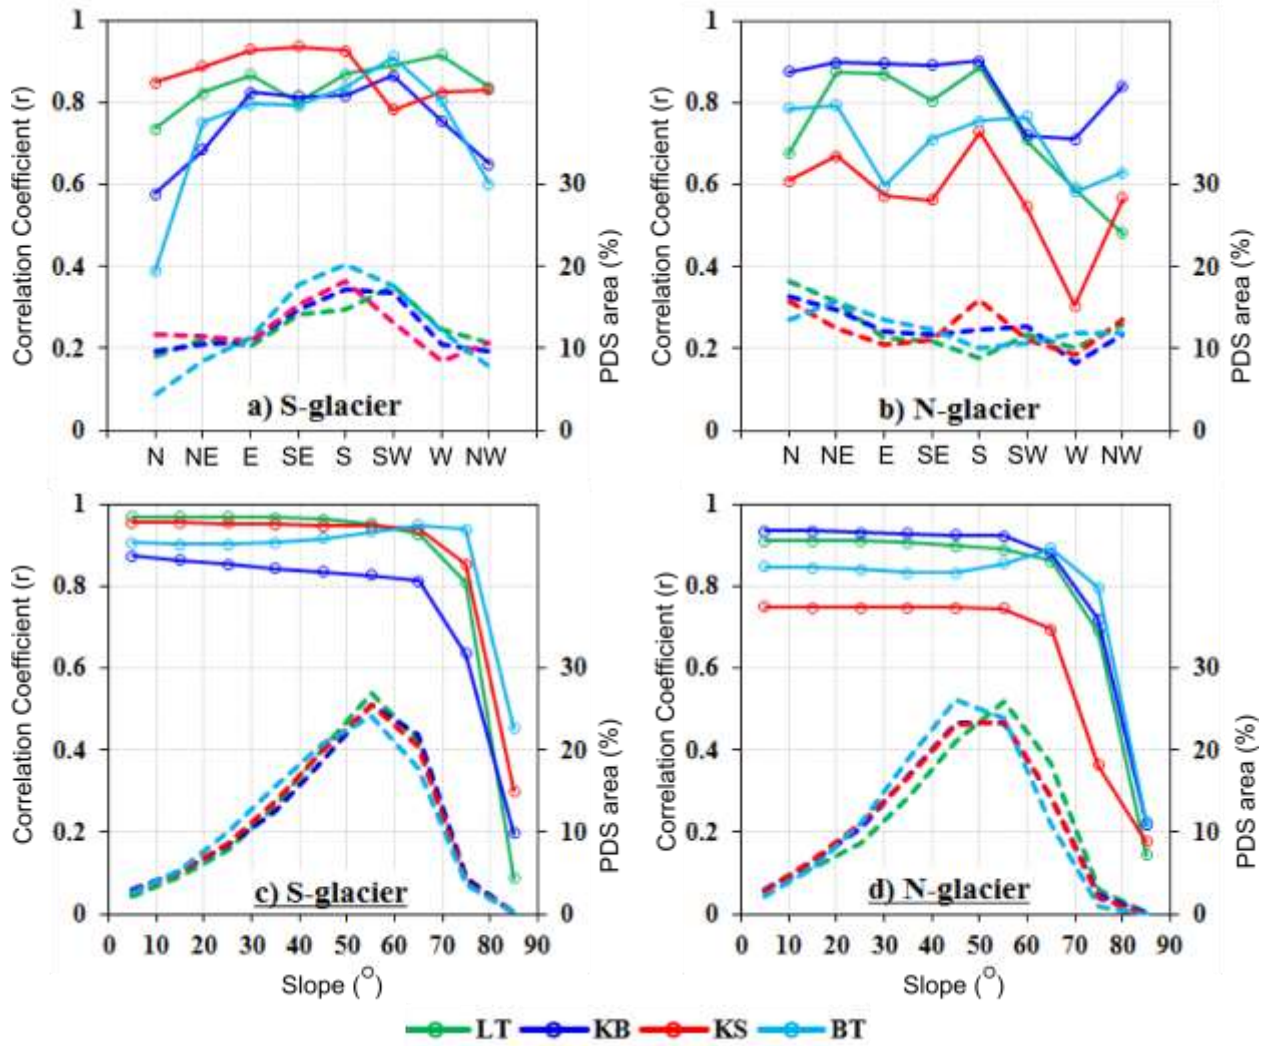 Correlation Coefficient (r)
1
0.8
0.6
0.4
0.2
0
30
20
10
0
PDS area (%)
a) S-glacier
N NE E SE S SW W NW
Correlation Coefficient (r)
1
0.8
0.6
0.4
0.2
0
30
20
10
0
PDS area (%)
b) N-glacier
N NE E SE S SW W NW
Correlation Coefficient (r)
1
0.8
0.6
0.4
0.2
0
30
20
10
0
PDS area (%)
c) S-glacier
0 10 20 30 40 50 60 70 80 90
Slope (O)
Correlation Coefficient (r)
1
0.8
0.6
0.4
0.2
0
30
20
10
0
PDS area (%)
d) N-glacier
0 10 20 30 40 50 60 70 80 90
Slope (O)
LT KB KS BT